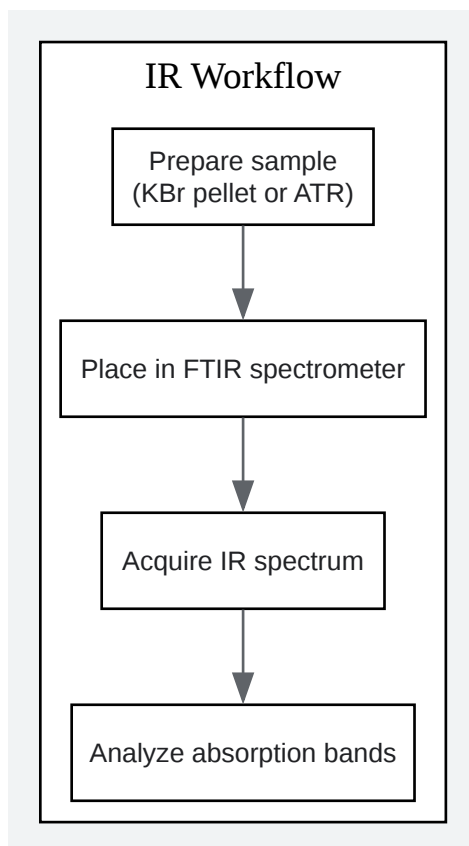 IR Workflow
Prepare sample
(KBr pellet or ATR)
Place in FTIR spectrometer
Acquire IR spectrum
Analyze absorption bands